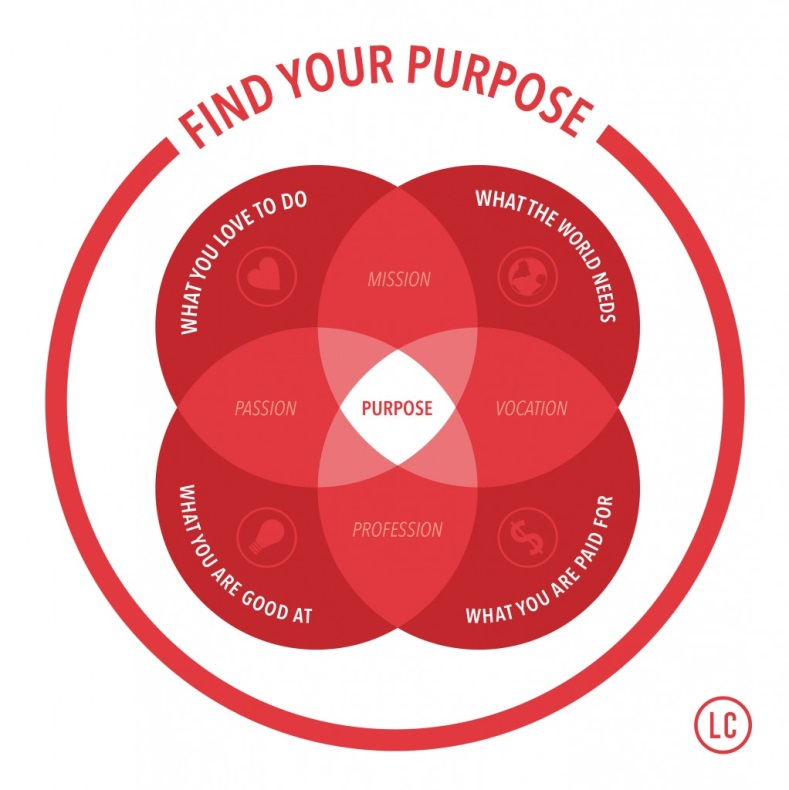 FIND YOUR PURPOSE
WHAT YOU LOVE TO DO
WHAT THE WORLD NEEDS
MISSION
PASSION
PURPOSE
VOCATION
PROFESSION
WHAT YOU ARE GOOD AT
WHAT YOU ARE PAID FOR
LC